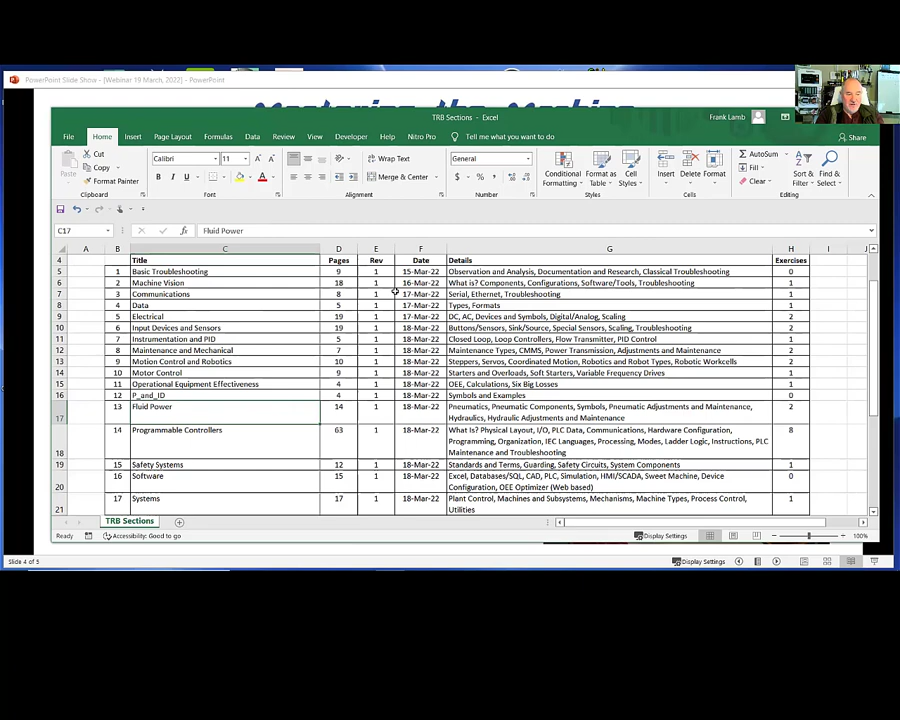 PowerPoint Slide Show - [Webinar 19 March, 2022] - PowerPoint
Mastering the Machine
TRB Sections - Excel
Frank Lamb
File Home Insert Page Layout Formulas Data Review View Developer Help Nitro Pro Tell me what you want to do Share
Paste Cut Copy Format Painter Clipboard
Calibri 11 B I U A Font
Wrap Text Merge & Center Alignment
General $ % , Number
Conditional Formatting Format as Table Cell Styles Styles
Insert Delete Format Cells
AutoSum Fill Clear Sort & Filter Find & Select Editing
C17 fx Fluid Power
A B C D E F G H I J
4 Title Pages Rev Date Details Exercises
5 1 Basic Troubleshooting 9 1 15-Mar-22 Observation and Analysis, Documentation and Research, Classical Troubleshooting 0
6 2 Machine Vision 18 1 16-Mar-22 What is? Components, Configurations, Software/Tools, Troubleshooting 1
7 3 Communications 8 1 17-Mar-22 Serial, Ethernet, Troubleshooting 1
8 4 Data 5 1 17-Mar-22 Types, Formats 1
9 5 Electrical 19 1 17-Mar-22 DC, AC, Devices and Symbols, Digital/Analog, Scaling 2
10 6 Input Devices and Sensors 19 1 18-Mar-22 Buttons/Sensors, Sink/Source, Special Sensors, Scaling, Troubleshooting 2
11 7 Instrumentation and PID 5 1 18-Mar-22 Closed Loop, Loop Controllers, Flow Transmitter, PID Control 1
12 8 Maintenance and Mechanical 7 1 18-Mar-22 Maintenance Types, CMMS, Power Transmission, Adjustments and Maintenance 2
13 9 Motion Control and Robotics 10 1 18-Mar-22 Steppers, Servos, Coordinated Motion, Robotics and Robot Types, Robotic Workcells 2
14 10 Motor Control 9 1 18-Mar-22 Starters and Overloads, Soft Starters, Variable Frequency Drives 1
15 11 Operational Equipment Effectiveness 4 1 18-Mar-22 OEE, Calculations, Six Big Losses 1
16 12 P_and_ID 4 1 18-Mar-22 Symbols and Examples 0
17 13 Fluid Power 14 1 18-Mar-22 Pneumatics, Pneumatic Components, Symbols, Pneumatic Adjustments and Maintenance, 2
Hydraulics, Hydraulic Adjustments and Maintenance
18 14 Programmable Controllers 63 1 18-Mar-22 What Is? Physical Layout, I/O, PLC Data, Communications, Hardware Configuration, 8
Programming, Organization, IEC Languages, Processing, Modes, Ladder Logic, Instructions, PLC
Maintenance and Troubleshooting
19 15 Safety Systems 12 1 18-Mar-22 Standards and Terms, Guarding, Safety Circuits, System Components 1
20 16 Software 15 1 18-Mar-22 Excel, Databases/SQL, CAD, PLC, Simulation, HMI/SCADA, Sweet Machine, Device 0
Configuration, OEE Optimizer (Web based)
21 17 Systems 17 1 18-Mar-22 Plant Control, Machines and Subsystems, Mechanisms, Machine Types, Process Control, 1
Utilities
TRB Sections
Ready Accessibility: Good to go Display Settings 100%
Slide 4 of 5 Display Settings